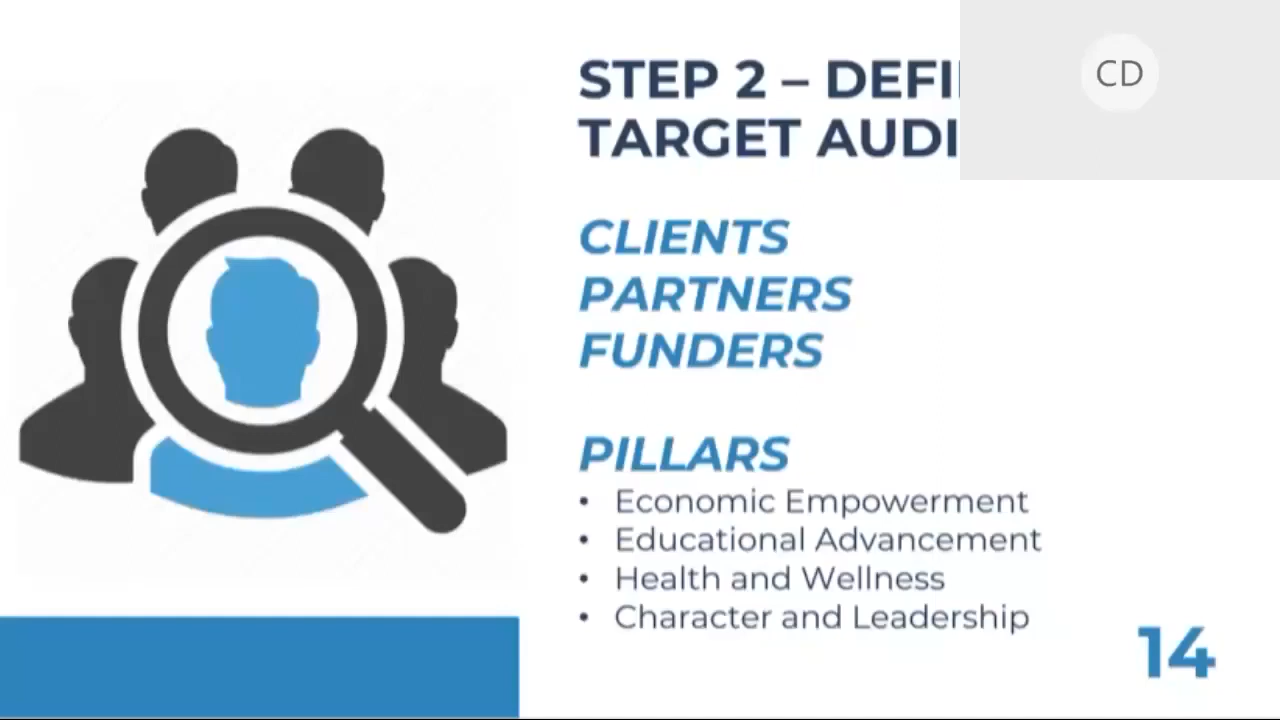 STEP 2 – DEFI
TARGET AUDI
CD
CLIENTS
PARTNERS
FUNDERS
PILLARS
• Economic Empowerment
• Educational Advancement
• Health and Wellness
• Character and Leadership
14